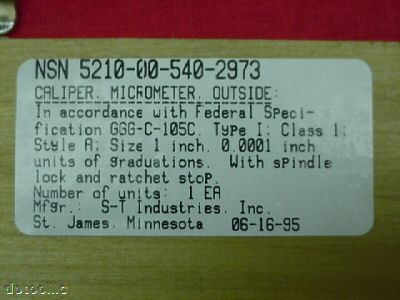 NSN 5210-00-540-2973
CALIPER, MICROMETER, OUTSIDE:
In accordance with Federal Speci-
fication GGG-C-105C, Type I; Class 1;
Style A; Size 1 inch. 0.0001 inch
units of graduations. With spindle
lock and ratchet stop.
Number of units: 1 EA
Mfgr.: S-T Industries, Inc.
St. James, Minnesota 06-16-95